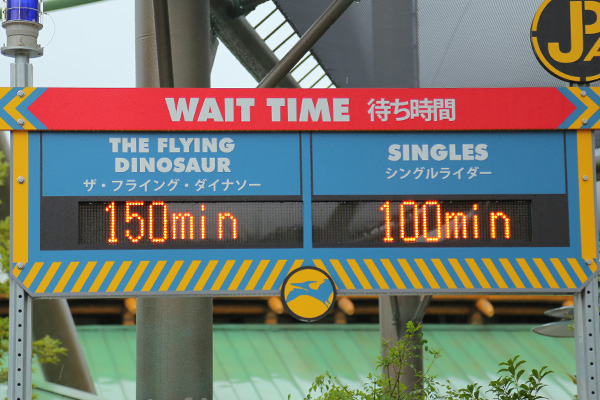 JP
WAIT TIME 待ち時間
THE FLYING
DINOSAUR
ザ・フライング・ダイナソー
150min
SINGLES
シングルライダー
100min